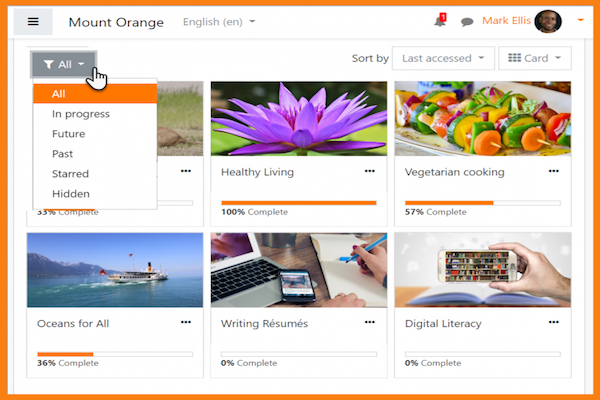 Mount Orange
English (en)
1
Mark Ellis
All
Sort by
Last accessed
Card
All
In progress
Future
Past
Starred
Hidden
33% Complete
Healthy Living
100% Complete
Vegetarian cooking
57% Complete
Oceans for All
36% Complete
Writing Résumés
0% Complete
Digital Literacy
0% Complete